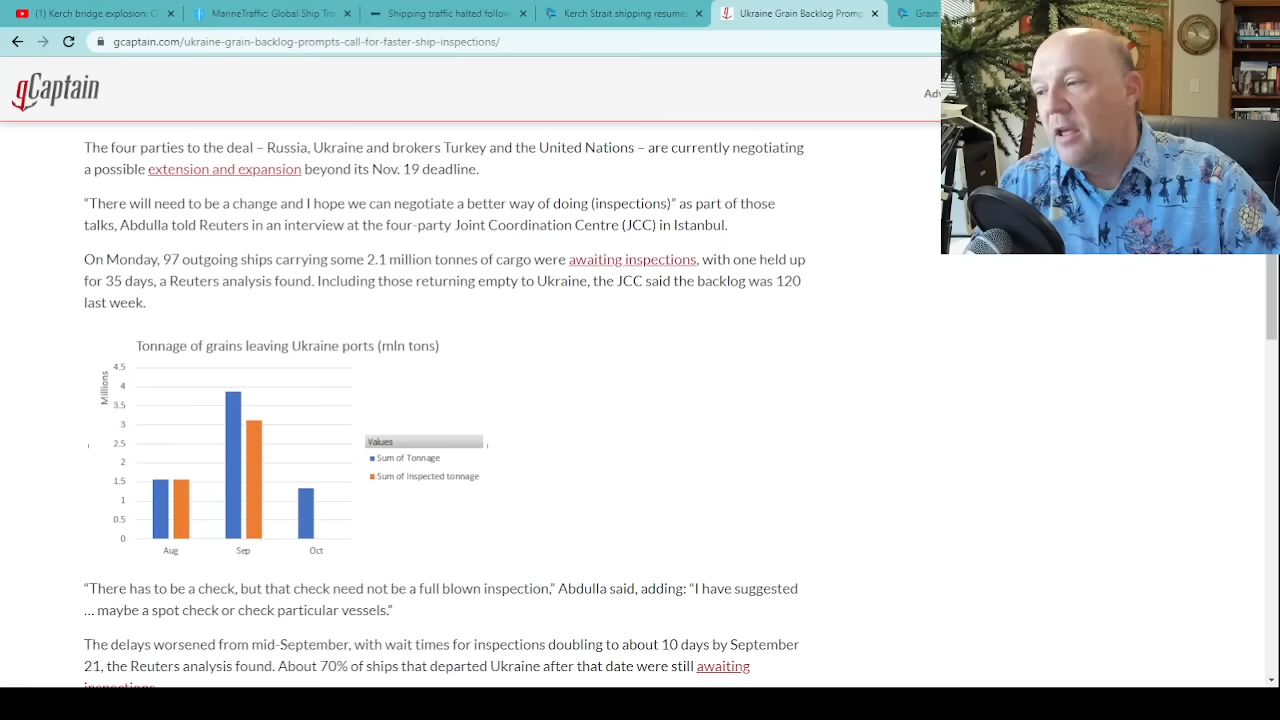 Kerch bridge explosion:
MarineTraffic: Global Ship Tra
Shipping traffic halted follow
Kerch Strait shipping resumes
Ukraine Grain Backlog Promp
Grain
gcaptain.com/ukraine-grain-backlog-prompts-call-for-faster-ship-inspections/
gCaptain
Adv
The four parties to the deal – Russia, Ukraine and brokers Turkey and the United Nations – are currently negotiating
a possible extension and expansion beyond its Nov. 19 deadline.
“There will need to be a change and I hope we can negotiate a better way of doing (inspections)” as part of those
talks, Abdulla told Reuters in an interview at the four-party Joint Coordination Centre (JCC) in Istanbul.
On Monday, 97 outgoing ships carrying some 2.1 million tonnes of cargo were awaiting inspections, with one held up
for 35 days, a Reuters analysis found. Including those returning empty to Ukraine, the JCC said the backlog was 120
last week.
Tonnage of grains leaving Ukraine ports (mln tons)
Millions
4.5
4
3.5
3
2.5
2
1.5
1
0.5
0
Aug
Sep
Oct
Values
Sum of Tonnage
Sum of Inspected tonnage
“There has to be a check, but that check need not be a full blown inspection,” Abdulla said, adding: “I have suggested
... maybe a spot check or check particular vessels.”
The delays worsened from mid-September, with wait times for inspections doubling to about 10 days by September
21, the Reuters analysis found. About 70% of ships that departed Ukraine after that date were still awaiting
inspections.